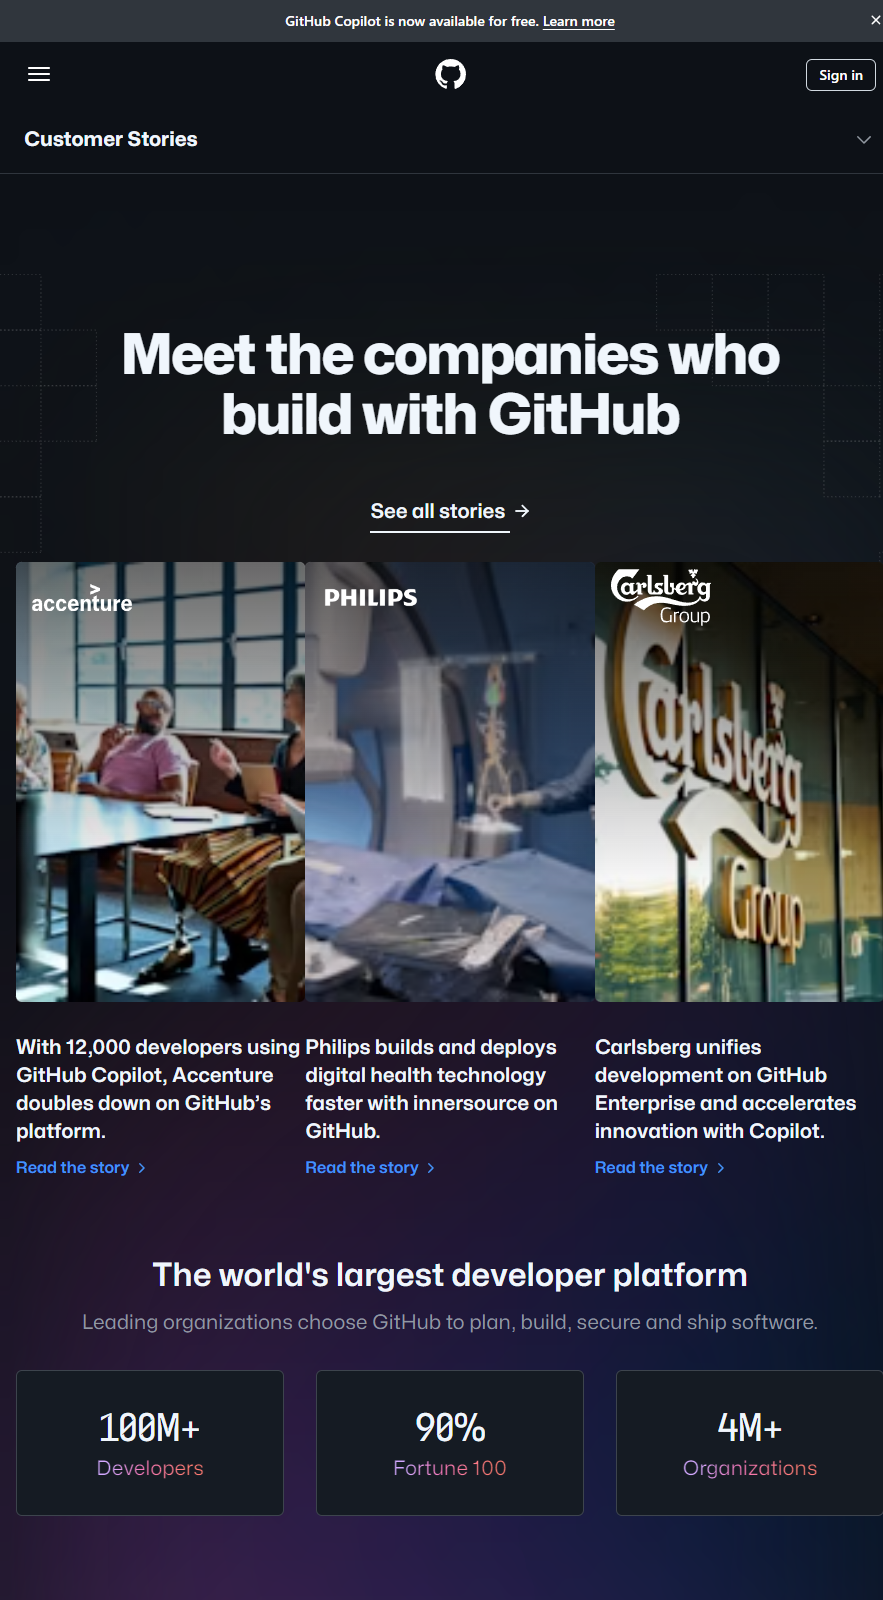 GitHub Copilot is now available for free. Learn more
Sign in
Customer Stories
Meet the companies who
build with GitHub
See all stories
accenture
PHILIPS
Carlsberg
Group
Carlsberg
Group
With 12,000 developers using
GitHub Copilot, Accenture
doubles down on GitHub’s
platform.
Read the story
Philips builds and deploys
digital health technology
faster with innersource on
GitHub.
Read the story
Carlsberg unifies
development on GitHub
Enterprise and accelerates
innovation with Copilot.
Read the story
The world's largest developer platform
Leading organizations choose GitHub to plan, build, secure and ship software.
100M+
Developers
90%
Fortune 100
4M+
Organizations